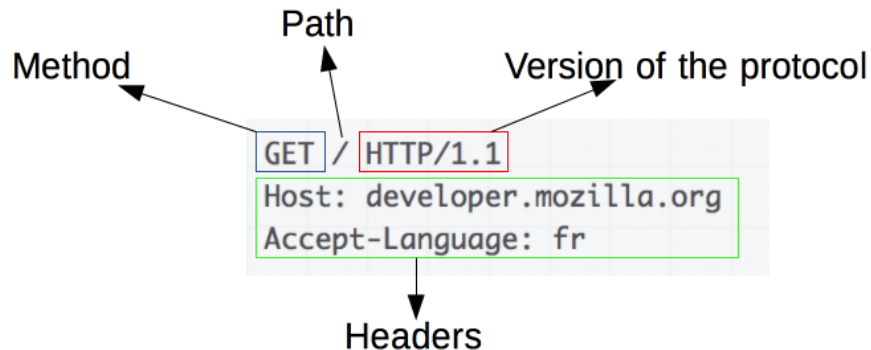 Path
Method
Version of the protocol
GET / HTTP/1.1
Host: developer.mozilla.org
Accept-Language: fr
Headers